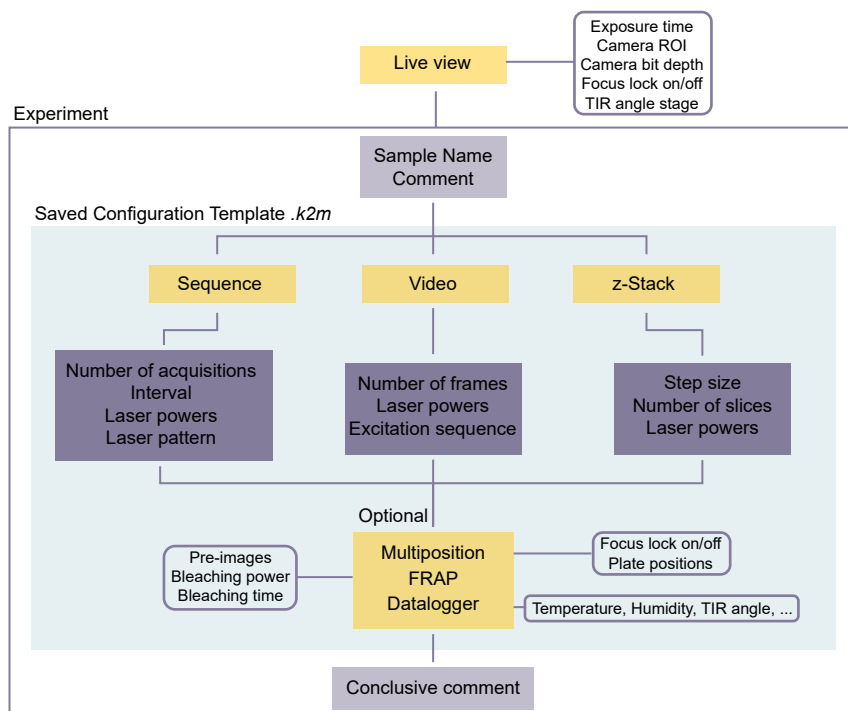 Exposure time
Camera ROI
Camera bit depth
Focus lock on/off
TIR angle stage
Live view
Experiment
Sample Name
Comment
Saved Configuration Template .k2m
Sequence
Video
z-Stack
Number of acquisitions
Interval
Laser powers
Laser pattern
Number of frames
Laser powers
Excitation sequence
Step size
Number of slices
Laser powers
Optional
Pre-images
Bleaching power
Bleaching time
Multiposition
FRAP
Datalogger
Focus lock on/off
Plate positions
Temperature, Humidity, TIR angle, ...
Conclusive comment